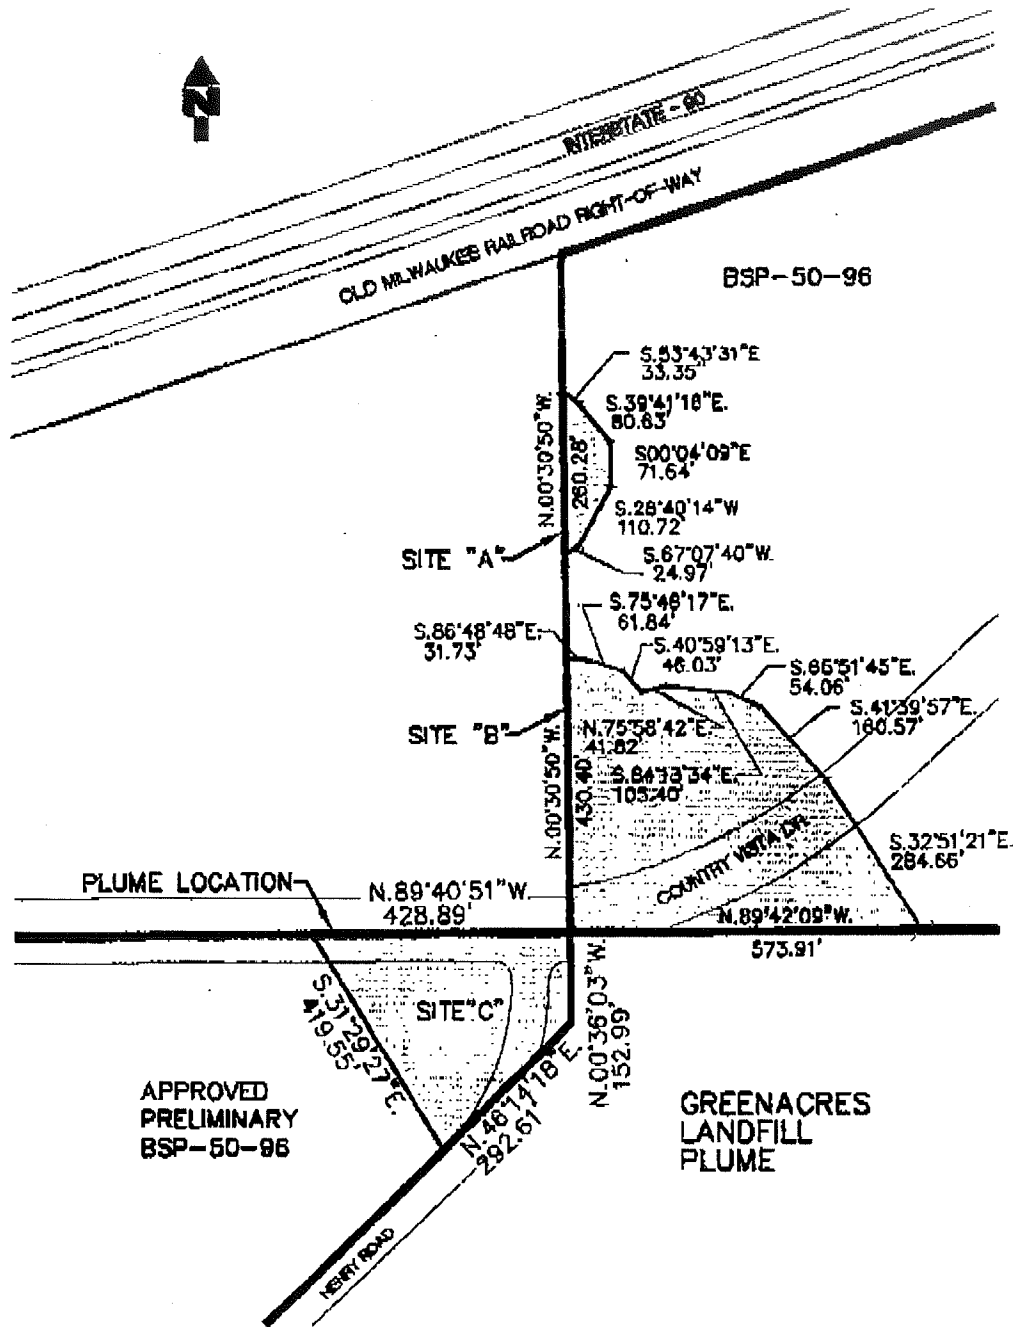 N
INTERSTATE - 90
OLD MILWAUKEE RAILROAD RIGHT-OF-WAY
BSP-50-96
S.53°43'31"E
33.35'
S.39°41'18"E.
80.83'
S00°04'09"E
71.64'
S.28°40'14"W
110.72'
S.67°07'40"W.
24.97'
N.00°30'50"W.
260.28'
SITE "A"
S.75°48'17"E.
61.84'
S.86°48'48"E.
31.73'
S.40°59'13"E.
46.03'
S.66°51'45"E.
54.06'
S.41°39'57"E.
160.57'
SITE "B"
N.75°58'42"E.
41.82'
S.84°13'34"E.
105.40'
N.00°30'50"W.
430.40'
COUNTRY VISTA DR.
S.32°51'21"E.
284.66'
PLUME LOCATION
N.89°40'51"W.
428.89'
N.89°42'09"W.
573.91'
SITE "C"
S.31°29'27"E.
419.55'
N.00°36'03"W.
152.99'
N.46°14'18"E.
292.61'
APPROVED
PRELIMINARY
BSP-50-96
GREENACRES
LANDFILL
PLUME
HENRY ROAD